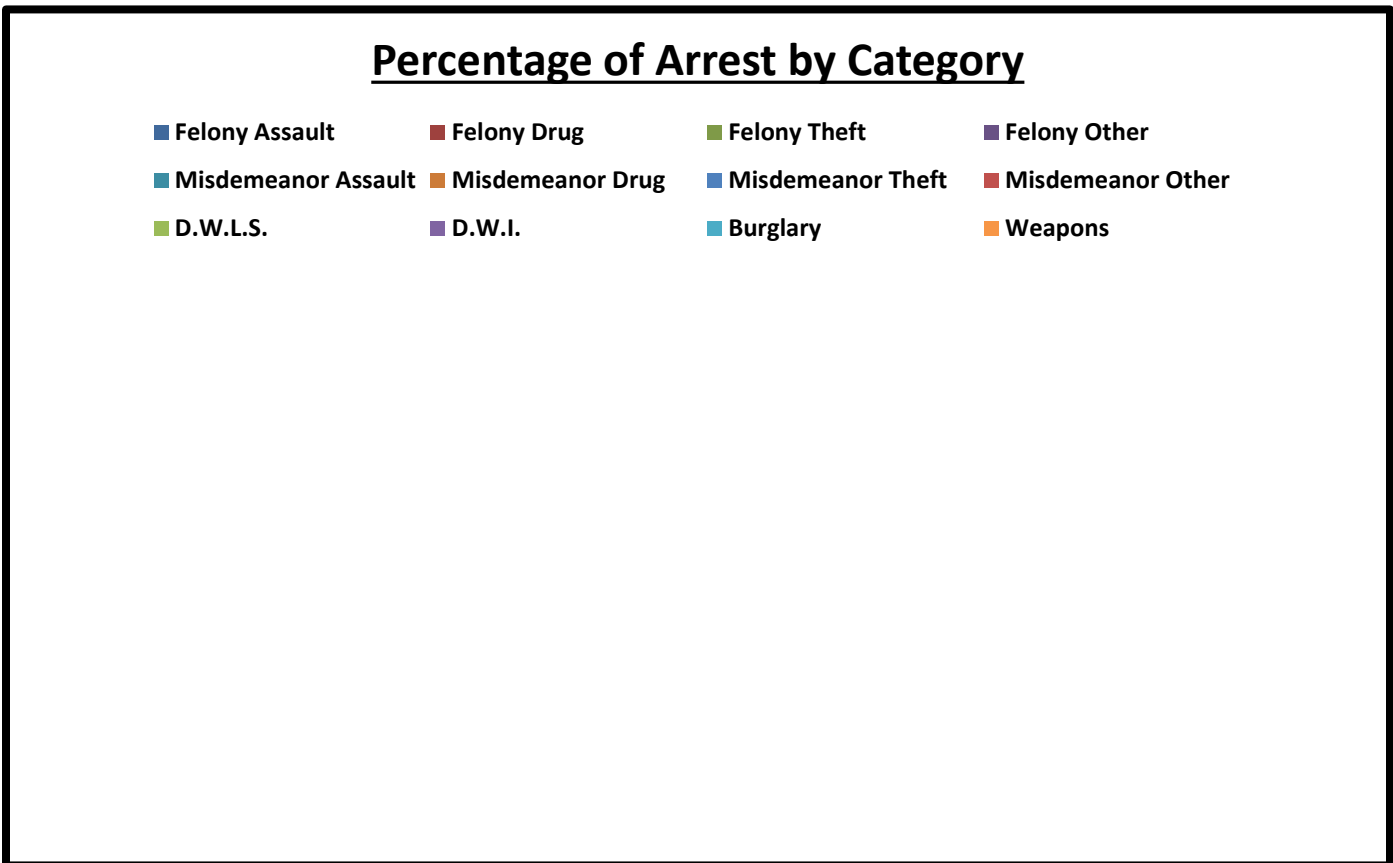 Percentage of Arrest by Category
Felony Assault Felony Drug Felony Theft Felony Other
Misdemeanor Assault Misdemeanor Drug Misdemeanor Theft Misdemeanor Other
D.W.L.S. D.W.I. Burglary Weapons